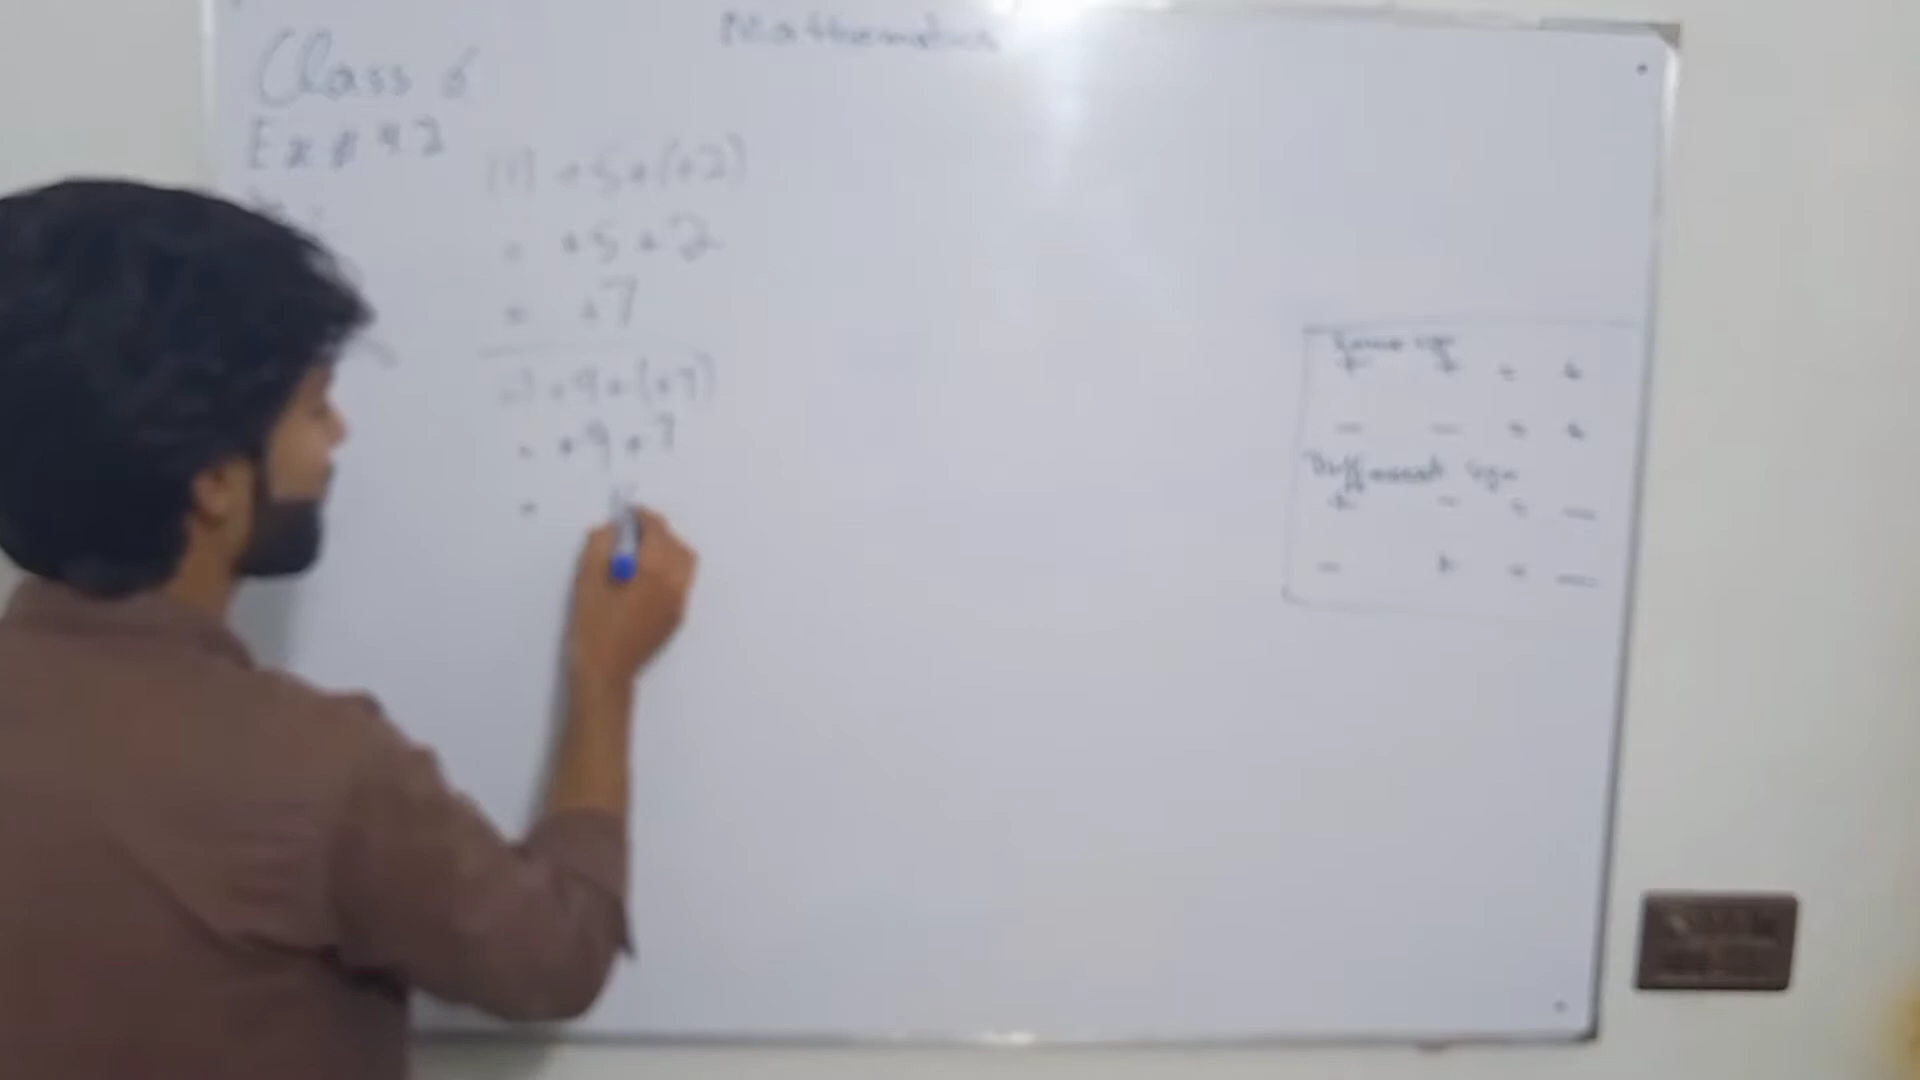 Mathematics
Class 6
Ex # 4.2
(1) +5+(+2)
= +5+2
= +7
2) +9+(+7)
= +9+7
=
Same sign
+ + = +
— — = +
Different sign
+ - = —
- + = —